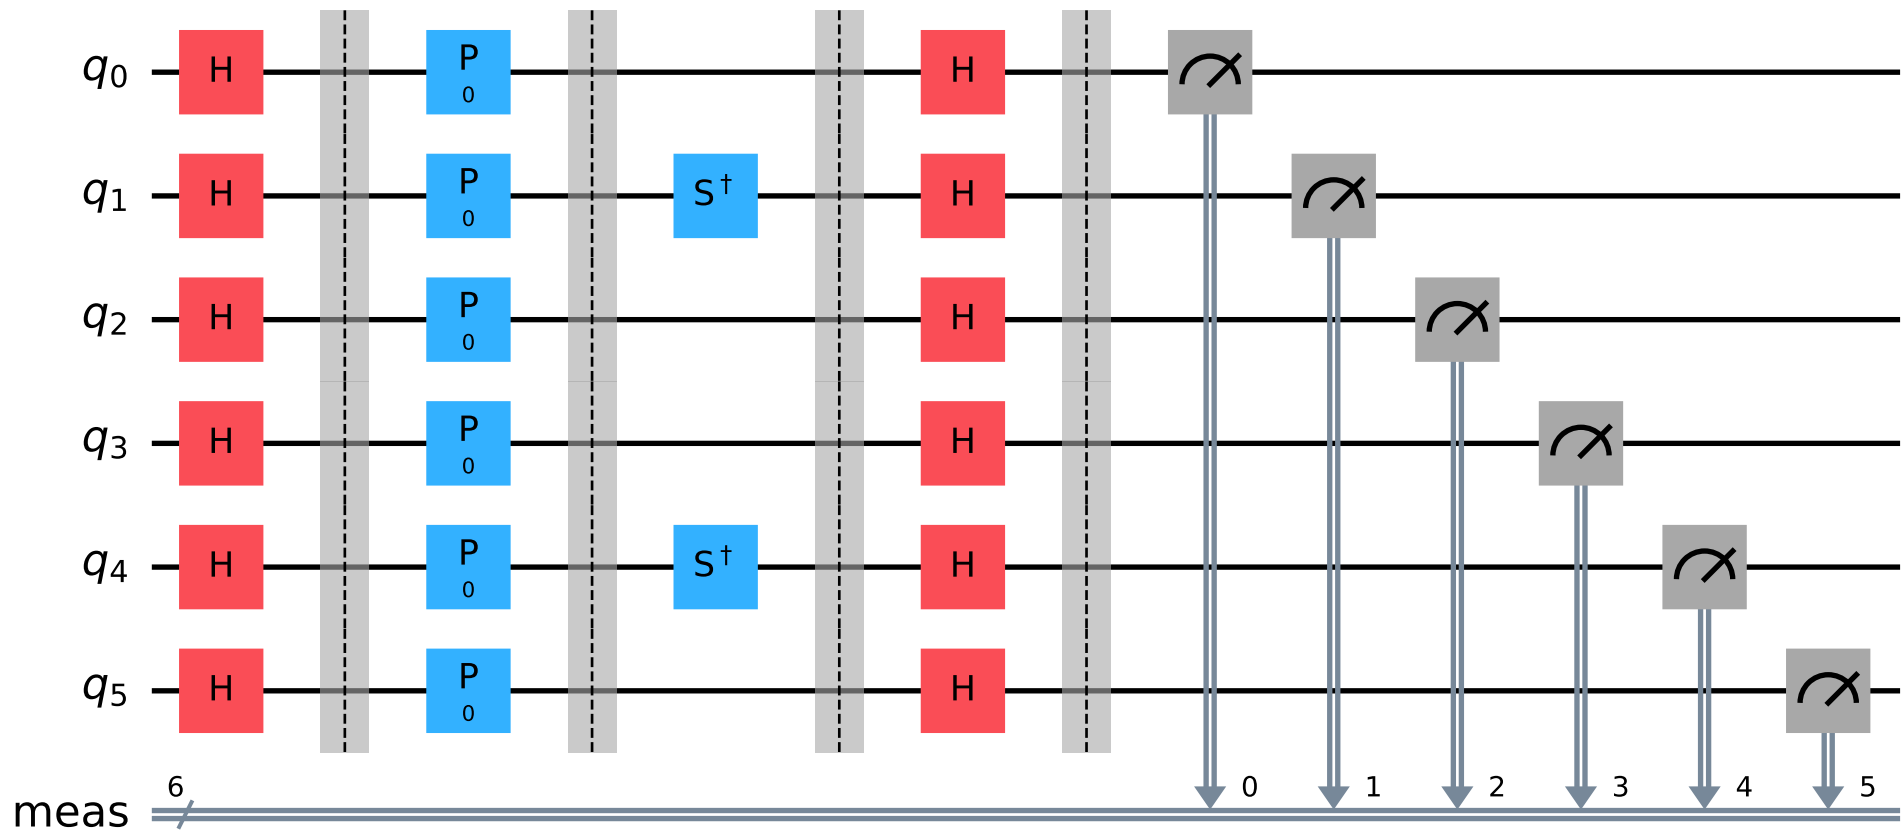 q0 H P 0 H
q1 H P 0 S† H
q2 H P 0 H
q3 H P 0 H
q4 H P 0 S† H
q5 H P 0 H
6 0 1 2 3 4 5
meas